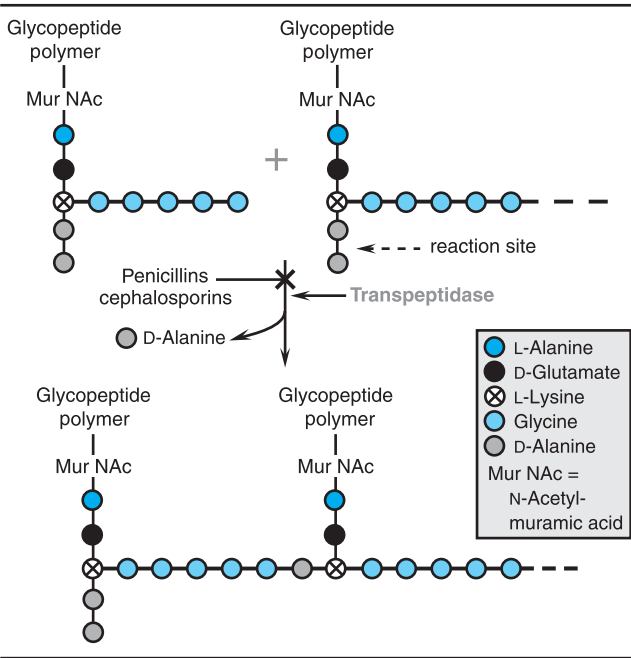 Glycopeptide
polymer
Glycopeptide
polymer
Mur NAc
Mur NAc
+
reaction site
Penicillins
cephalosporins
Transpeptidase
D-Alanine
Glycopeptide
polymer
Glycopeptide
polymer
Mur NAc
Mur NAc
L-Alanine
D-Glutamate
L-Lysine
Glycine
D-Alanine
Mur NAc =
N-Acetyl-
muramic acid